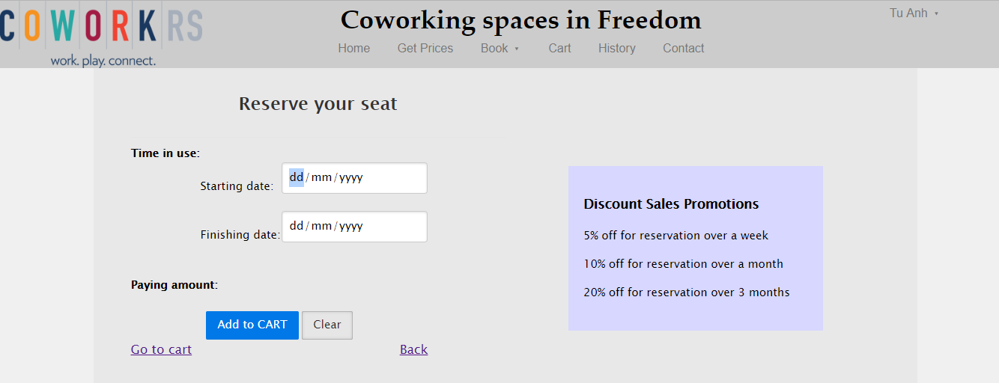 COWORKRS
work. play. connect.
Coworking spaces in Freedom
Tu Anh
Home Get Prices Book Cart History Contact
Reserve your seat
Time in use:
Starting date: dd/mm/yyyy
Finishing date: dd/mm/yyyy
Paying amount:
Add to CART Clear
Go to cart Back
Discount Sales Promotions
5% off for reservation over a week
10% off for reservation over a month
20% off for reservation over 3 months